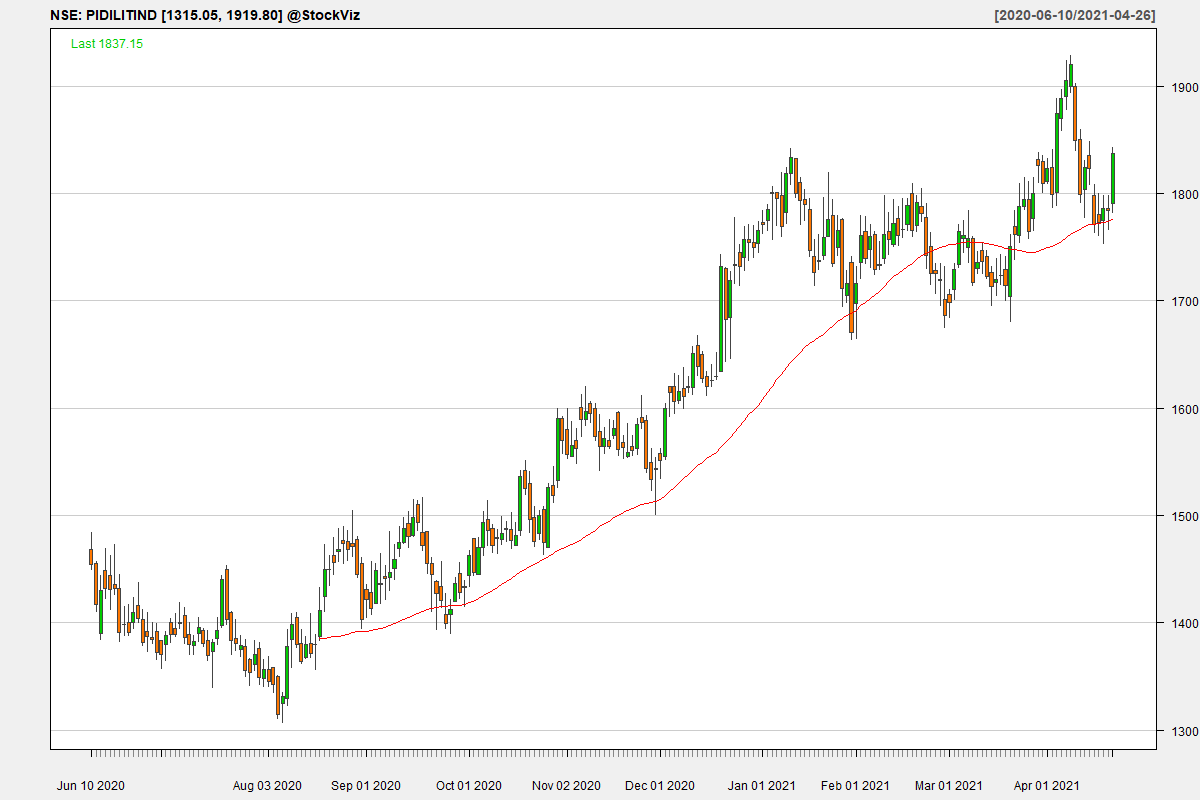 NSE: PIDILITIND [1315.05, 1919.80] @StockViz [2020-06-10/2021-04-26]
Last 1837.15
1900
1800
1700
1600
1500
1400
1300
Jun 10 2020 Aug 03 2020 Sep 01 2020 Oct 01 2020 Nov 02 2020 Dec 01 2020 Jan 01 2021 Feb 01 2021 Mar 01 2021 Apr 01 2021